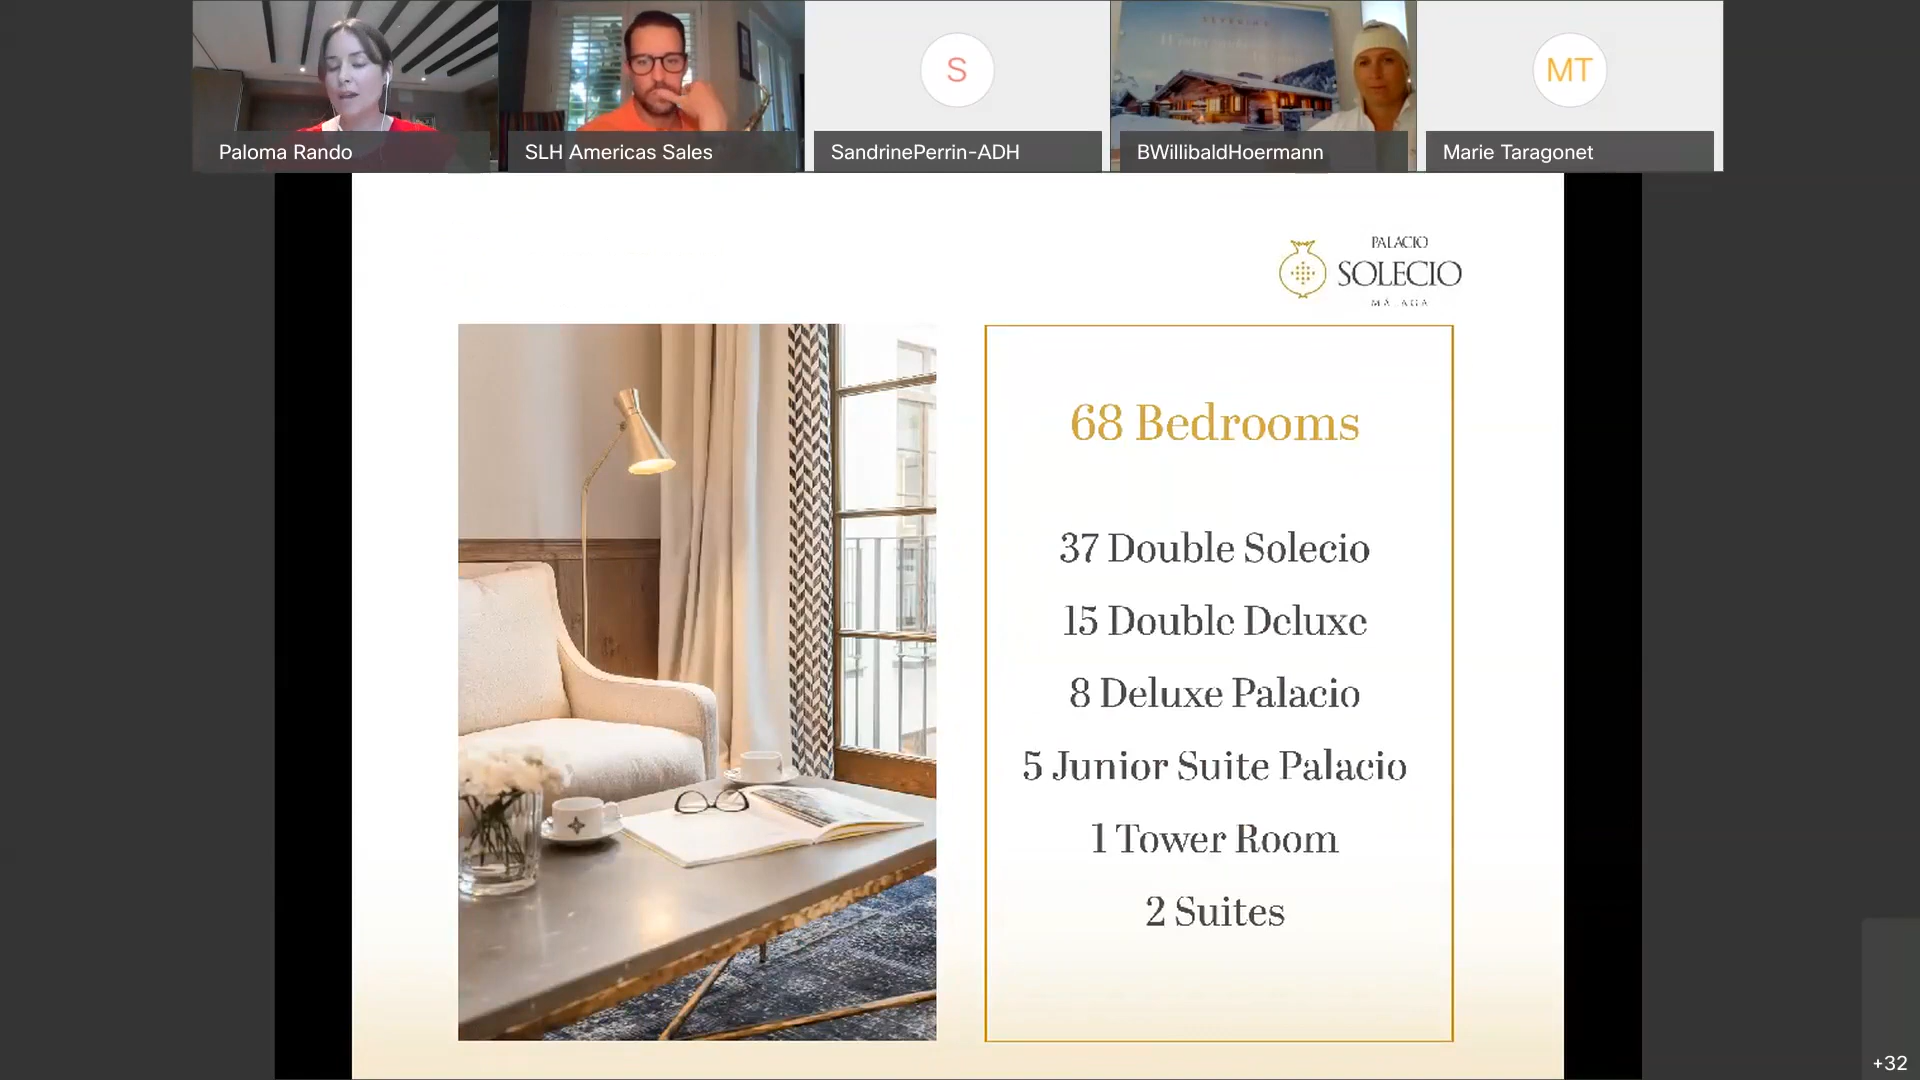 Paloma Rando
SLH Americas Sales
S
SandrinePerrin-ADH
BWillibaldHoermann
MT
Marie Taragonet
PALACIO
SOLECIO
MÁLAGA
68 Bedrooms
37 Double Solecio
15 Double Deluxe
8 Deluxe Palacio
5 Junior Suite Palacio
1 Tower Room
2 Suites
+32